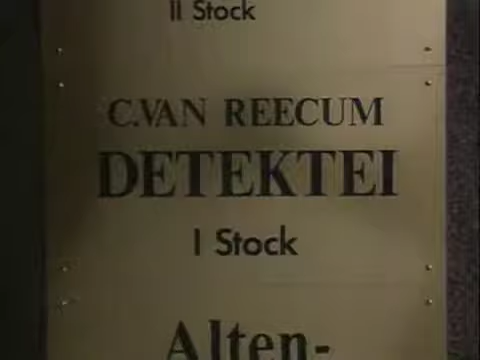 II Stock
C.VAN REECUM
DETEKTEI
I Stock
Alten-